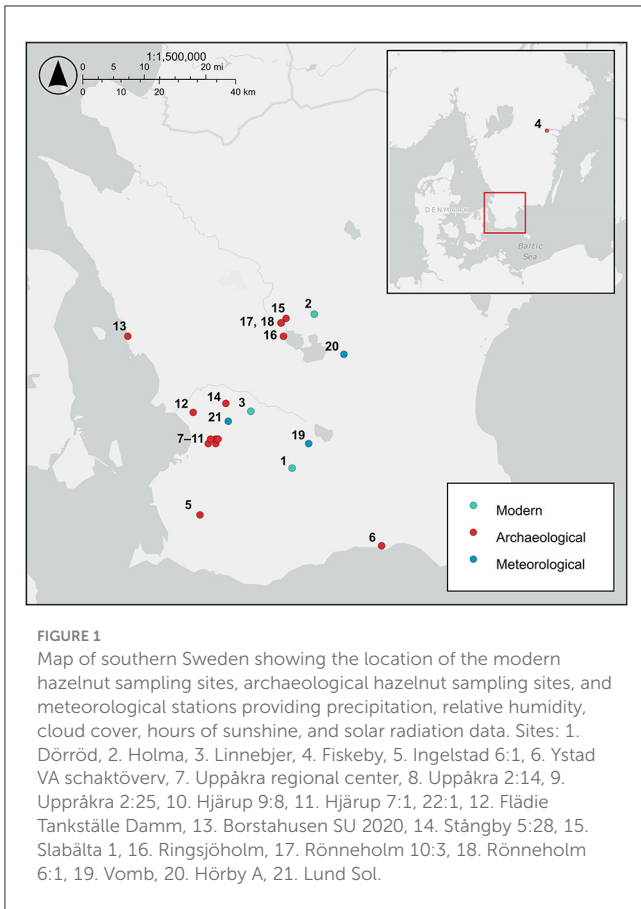 1:1,500,000
0 5 10 20 mi
0 10 20 40 km
4
DENMARK
Baltic
Sea
15
2
17, 18
13
16
20
14
12
3
21
7–11
19
1
5
6
Modern
Archaeological
Meteorological
FIGURE 1
Map of southern Sweden showing the location of the modern
hazelnut sampling sites, archaeological hazelnut sampling sites, and
meteorological stations providing precipitation, relative humidity,
cloud cover, hours of sunshine, and solar radiation data. Sites: 1.
Dörröd, 2. Holma, 3. Linnebjer, 4. Fiskeby, 5. Ingelstad 6:1, 6. Ystad
VA schaktöverv, 7. Uppåkra regional center, 8. Uppåkra 2:14, 9.
Uppråkra 2:25, 10. Hjärup 9:8, 11. Hjärup 7:1, 22:1, 12. Flädie
Tankställe Damm, 13. Borstahusen SU 2020, 14. Stångby 5:28, 15.
Slabälta 1, 16. Ringsjöholm, 17. Rönneholm 10:3, 18. Rönneholm
6:1, 19. Vomb, 20. Hörby A, 21. Lund Sol.